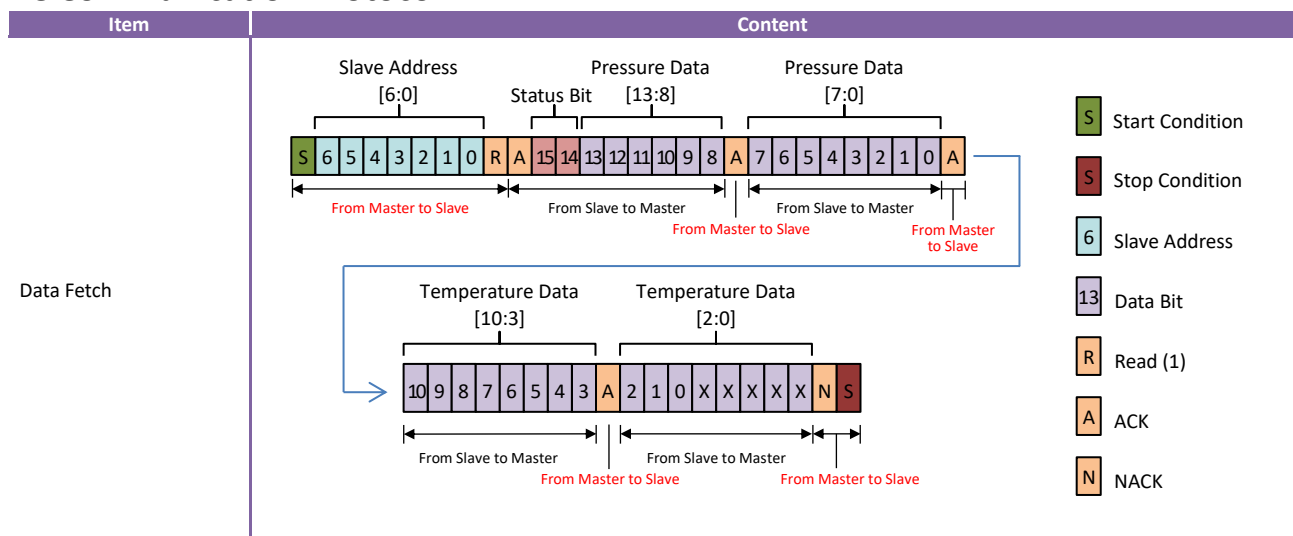 Item Content
Slave Address Pressure Data Pressure Data
[6:0] Status Bit [13:8] [7:0]
S 6 5 4 3 2 1 0 R A 15 14 13 12 11 10 9 8 A 7 6 5 4 3 2 1 0 A
From Master to Slave From Slave to Master From Slave to Master
From Master to Slave From Master
to Slave
Data Fetch
Temperature Data Temperature Data
[10:3] [2:0]
10 9 8 7 6 5 4 3 A 2 1 0 X X X X X N S
From Slave to Master From Slave to Master
From Master to Slave From Master to Slave
S Start Condition
S Stop Condition
6 Slave Address
13 Data Bit
R Read (1)
A ACK
N NACK